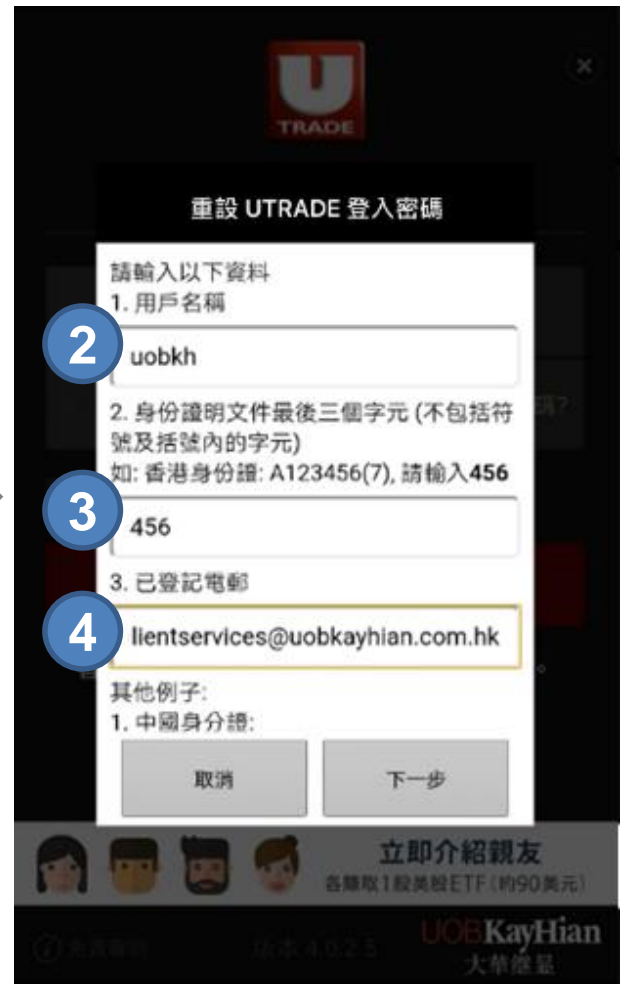 U
TRADE
重設 UTRADE 登入密碼
請輸入以下資料
1. 用戶名稱
2
uobkh
2. 身份證明文件最後三個字元 (不包括符
號及括號內的字元)
如: 香港身份證: A123456(7), 請輸入456
3
456
3. 已登記電郵
4
lientservices@uobkayhian.com.hk
其他例子:
1. 中國身分證:
取消
下一步
立即介紹親友
各賺取1股美股ETF(約90美元)
版本 4.0.2.5
UOBKayHian
大華繼顯